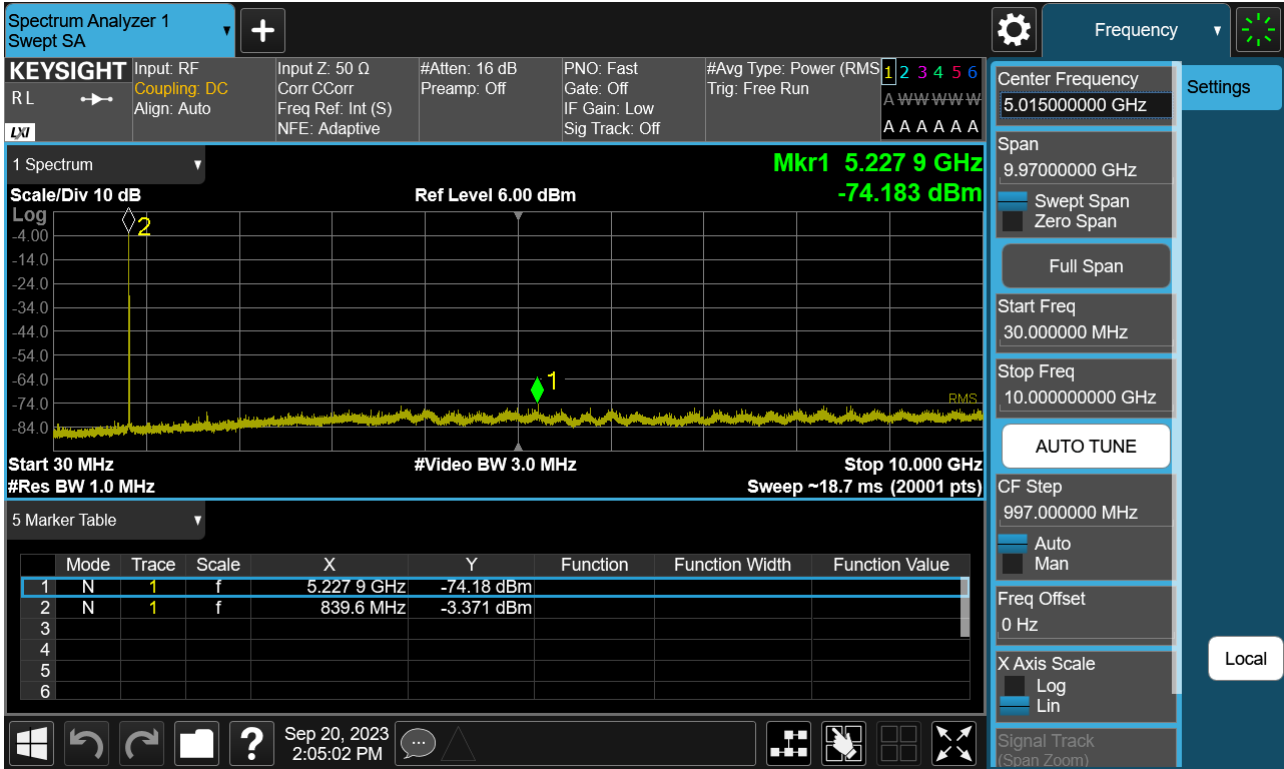 Spectrum Analyzer 1
Swept SA
Frequency
KEYSIGHT
R L
LXI
Input: RF
Coupling: DC
Align: Auto
Input Z: 50 Ω
Corr CCorr
Freq Ref: Int (S)
NFE: Adaptive
#Atten: 16 dB
Preamp: Off
PNO: Fast
Gate: Off
IF Gain: Low
Sig Track: Off
#Avg Type: Power (RMS
Trig: Free Run
1 2 3 4 5 6
A W W W W W
A A A A A A
1 Spectrum
Mkr1 5.227 9 GHz
Scale/Div 10 dB
Ref Level 6.00 dBm
-74.183 dBm
Log
2
-4.00
-14.0
-24.0
-34.0
-44.0
-54.0
-64.0
1
-74.0
RMS
-84.0
Start 30 MHz
#Video BW 3.0 MHz
Stop 10.000 GHz
#Res BW 1.0 MHz
Sweep ~18.7 ms (20001 pts)
5 Marker Table
Mode Trace Scale X Y Function Function Width Function Value
1 N 1 f 5.227 9 GHz -74.18 dBm
2 N 1 f 839.6 MHz -3.371 dBm
3
4
5
6
Sep 20, 2023
2:05:02 PM
Center Frequency
5.015000000 GHz
Settings
Span
9.97000000 GHz
Swept Span
Zero Span
Full Span
Start Freq
30.000000 MHz
Stop Freq
10.000000000 GHz
AUTO TUNE
CF Step
997.000000 MHz
Auto
Man
Freq Offset
0 Hz
X Axis Scale
Log
Lin
Local
Signal Track
(Span Zoom)